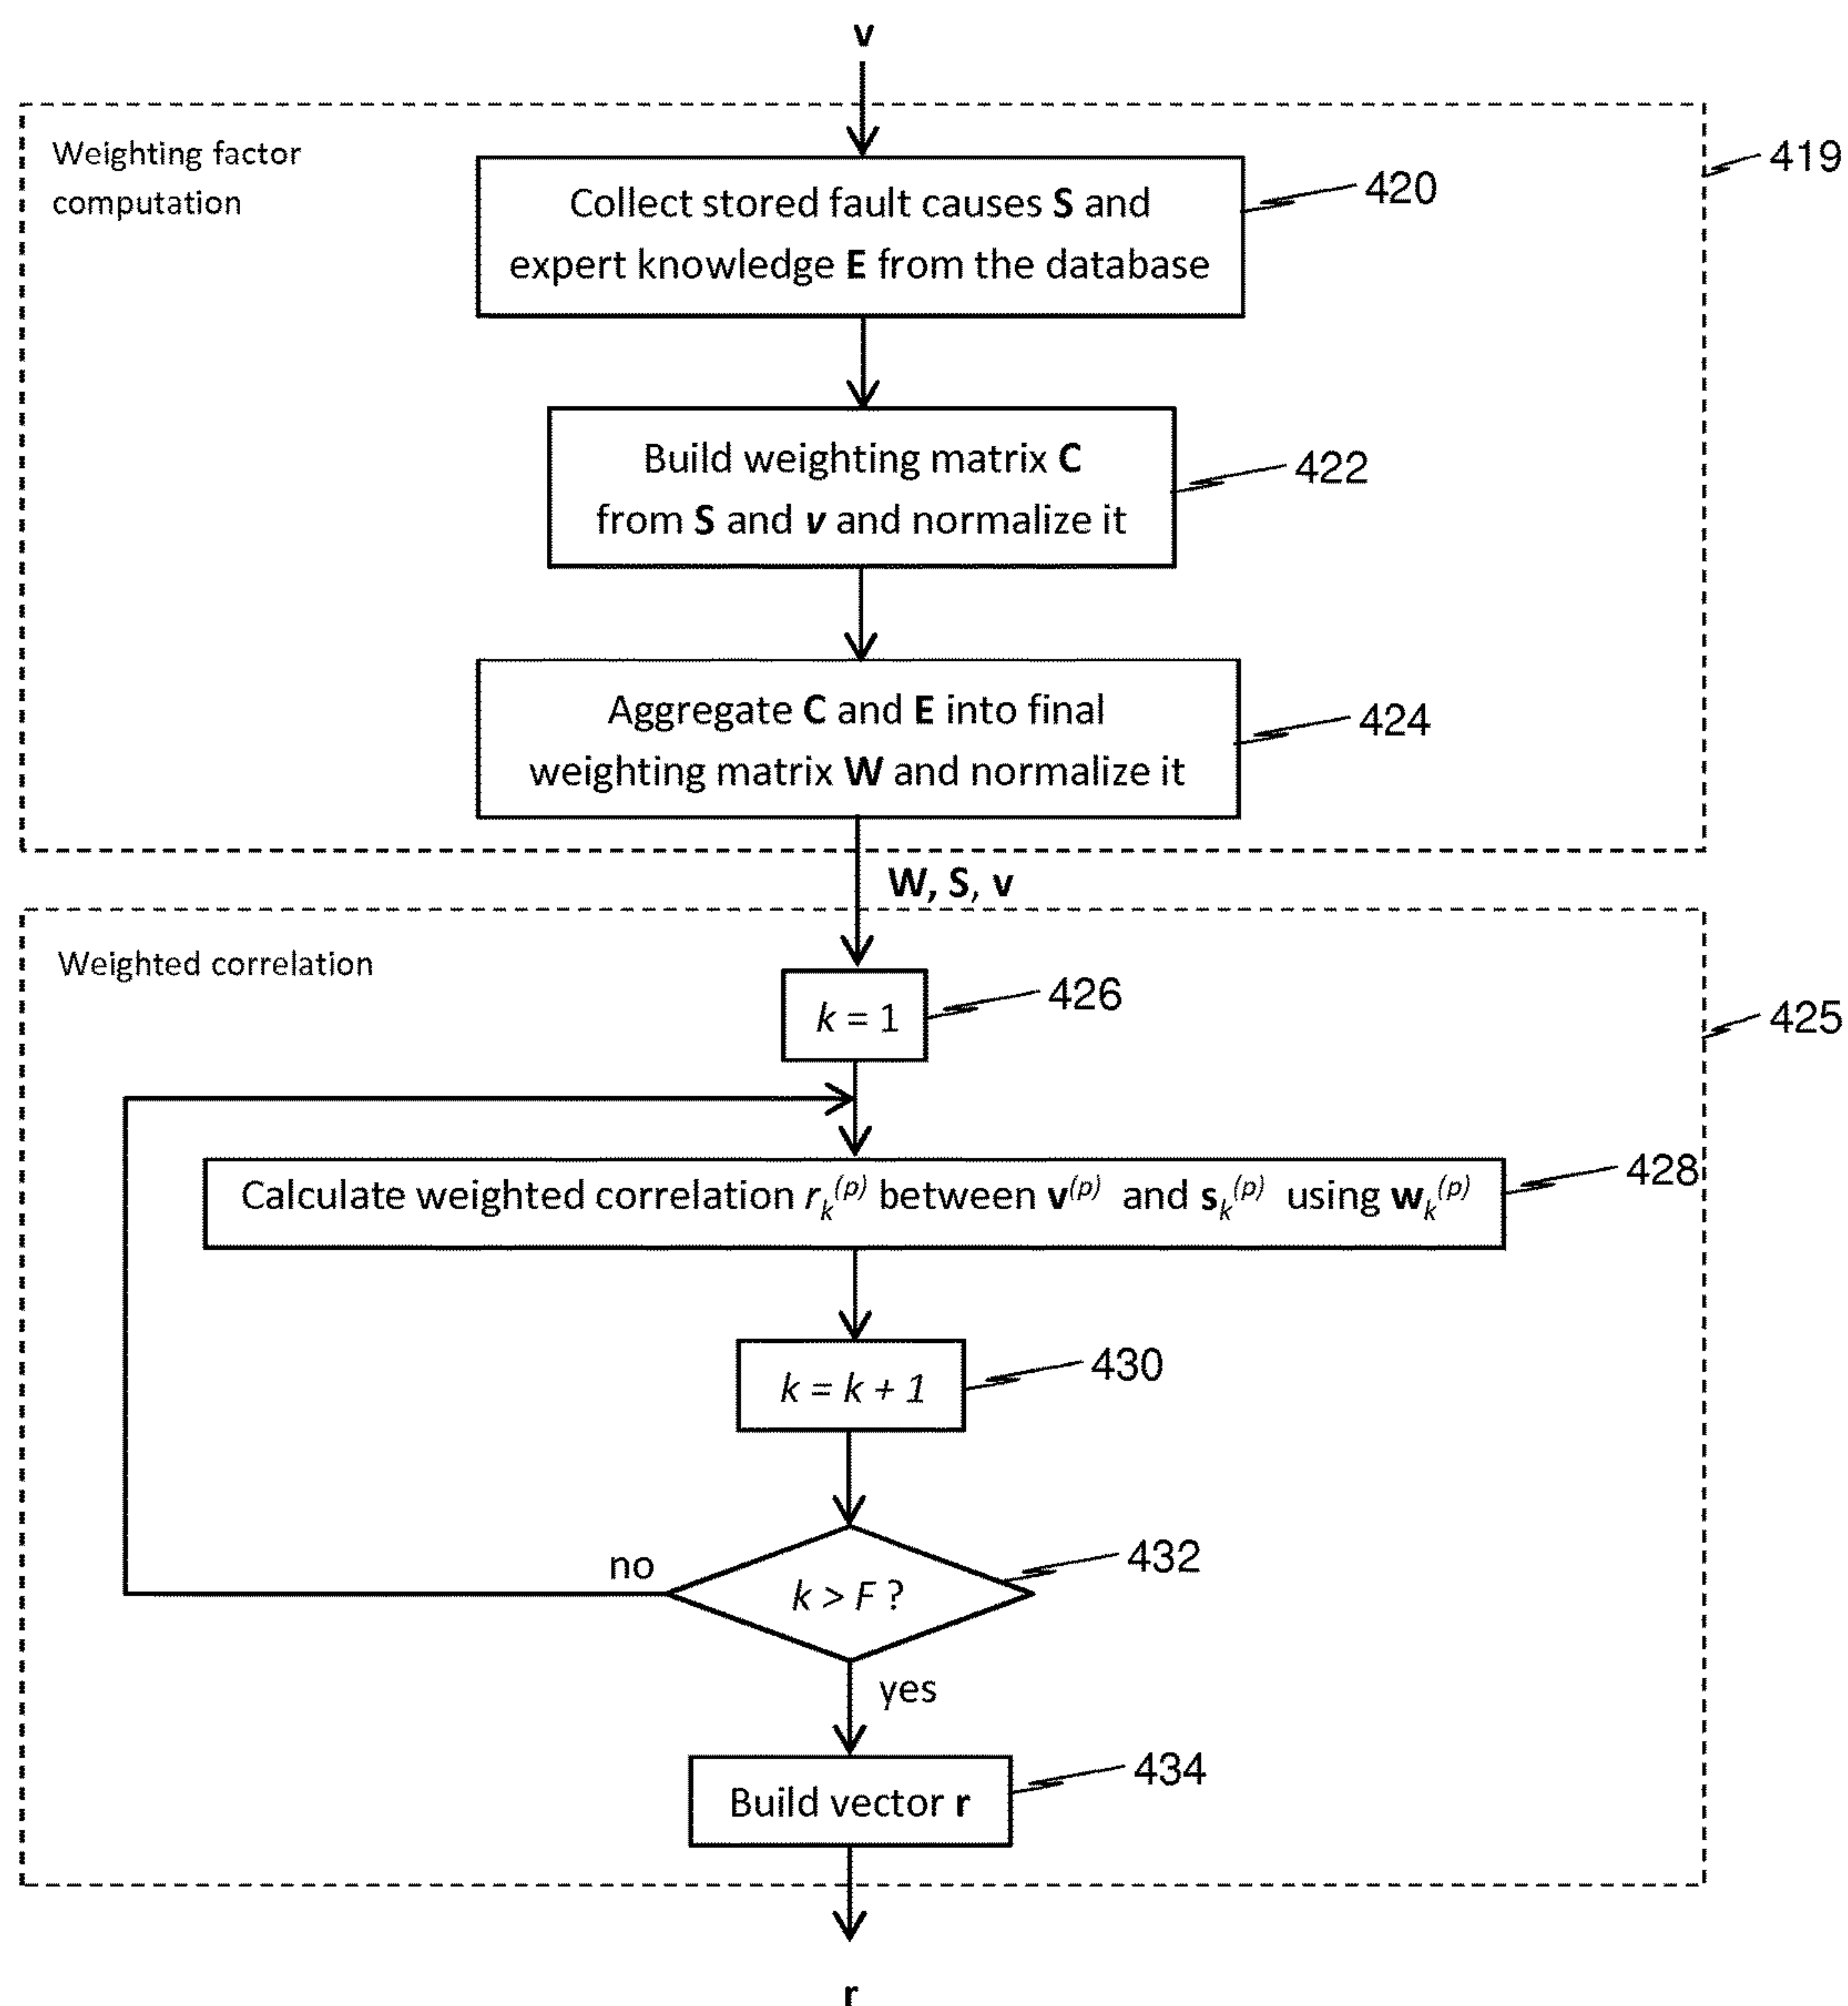 v
Weighting factor
computation
419
Collect stored fault causes S and
expert knowledge E from the database
420
Build weighting matrix C
from S and v and normalize it
422
Aggregate C and E into final
weighting matrix W and normalize it
424
W, S, v
Weighted correlation
k = 1
426
425
Calculate weighted correlation rₖ⁽ᵖ⁾ between v⁽ᵖ⁾ and sₖ⁽ᵖ⁾ using wₖ⁽ᵖ⁾
428
k = k + 1
430
no
k > F ?
432
yes
Build vector r
434
r